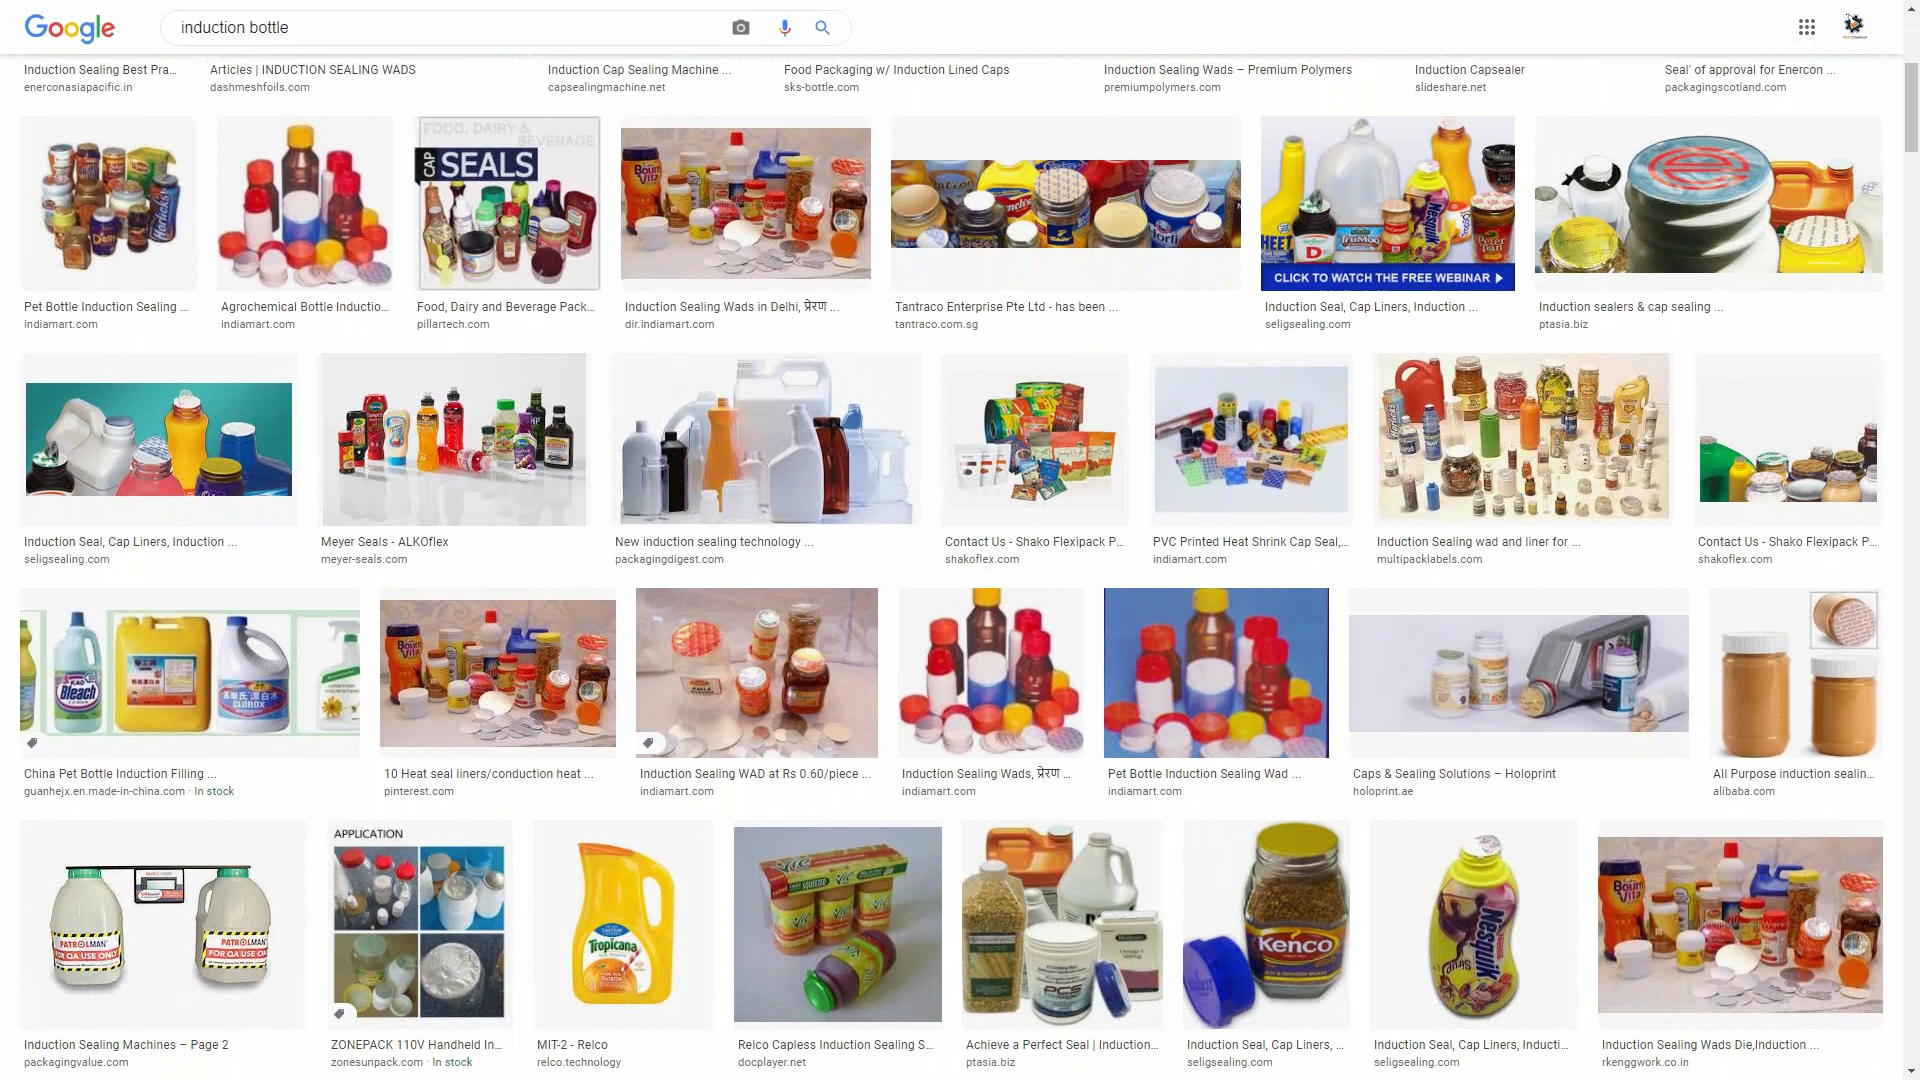 Google
induction bottle
Induction Sealing Best Pra...
enerconasiapacific.in
Articles | INDUCTION SEALING WADS
dashmeshfoils.com
Induction Cap Sealing Machine ...
capsealingmachine.net
Food Packaging w/ Induction Lined Caps
sks-bottle.com
Induction Sealing Wads – Premium Polymers
premiumpolymers.com
Induction Capsealer
slideshare.net
Seal' of approval for Enercon ...
packagingscotland.com
FOOD, DAIRY &
BEVERAGE
CAP SEALS
CLICK TO WATCH THE FREE WEBINAR
Pet Bottle Induction Sealing ...
indiamart.com
Agrochemical Bottle Inductio...
indiamart.com
Food, Dairy and Beverage Pack...
pillartech.com
Induction Sealing Wads in Delhi, प्रेरण ...
dir.indiamart.com
Tantraco Enterprise Pte Ltd - has been ...
tantraco.com.sg
Induction Seal, Cap Liners, Induction ...
seligsealing.com
Induction sealers & cap sealing ...
ptasia.biz
Induction Seal, Cap Liners, Induction ...
seligsealing.com
Meyer Seals - ALKOflex
meyer-seals.com
New induction sealing technology ...
packagingdigest.com
Contact Us - Shako Flexipack P...
shakoflex.com
PVC Printed Heat Shrink Cap Seal,...
indiamart.com
Induction Sealing wad and liner for ...
multipacklabels.com
Contact Us - Shako Flexipack P...
shakoflex.com
KAO
Bleach
CLOROX
China Pet Bottle Induction Filling ...
guanhejx.en.made-in-china.com · In stock
10 Heat seal liners/conduction heat ...
pinterest.com
Induction Sealing WAD at Rs 0.60/piece ...
indiamart.com
Induction Sealing Wads, प्रेरण ...
indiamart.com
Pet Bottle Induction Sealing Wad ...
indiamart.com
Caps & Sealing Solutions – Holoprint
holoprint.ae
All Purpose induction sealin...
alibaba.com
PATROLMAN
FOR QA USE ONLY
PATROLMAN
APPLICATION
Tropicana
Kenco
Nesquik
Induction Sealing Machines – Page 2
packagingvalue.com
ZONEPACK 110V Handheld In...
zonesunpack.com · In stock
MIT-2 - Relco
relco.technology
Relco Capless Induction Sealing S...
docplayer.net
Achieve a Perfect Seal | Induction...
ptasia.biz
Induction Seal, Cap Liners, ...
seligsealing.com
Induction Seal, Cap Liners, Inducti...
seligsealing.com
Induction Sealing Wads Die,Induction ...
rkenggwork.co.in